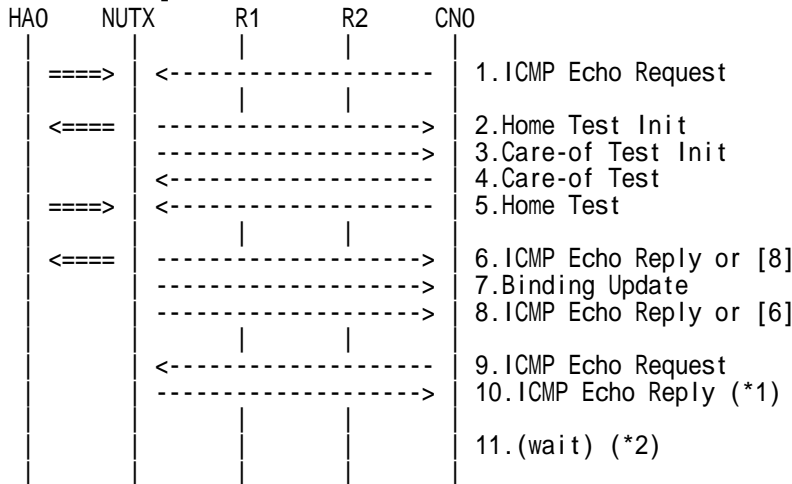 HA0 NUTX R1 R2 CN0
====> <--------------------- 1.ICMP Echo Request
<==== ---------------------> 2.Home Test Init
---------------------> 3.Care-of Test Init
<--------------------- 4.Care-of Test
====> <--------------------- 5.Home Test
<==== ---------------------> 6.ICMP Echo Reply or [8]
---------------------> 7.Binding Update
---------------------> 8.ICMP Echo Reply or [6]
<--------------------- 9.ICMP Echo Request
---------------------> 10.ICMP Echo Reply (*1)
11.(wait) (*2)